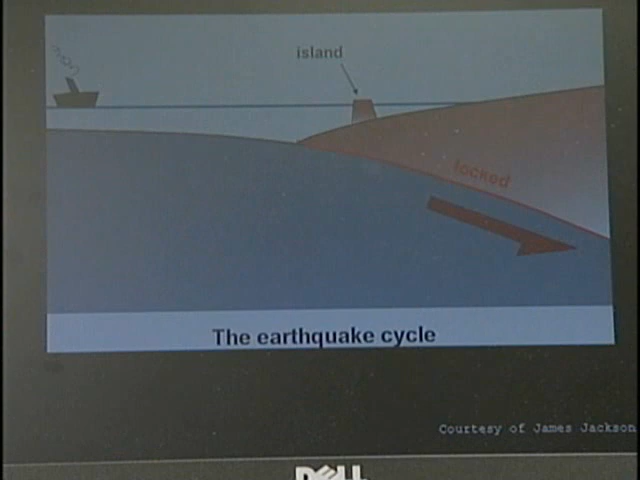 island
locked
The earthquake cycle
Courtesy of James Jackson
DELL